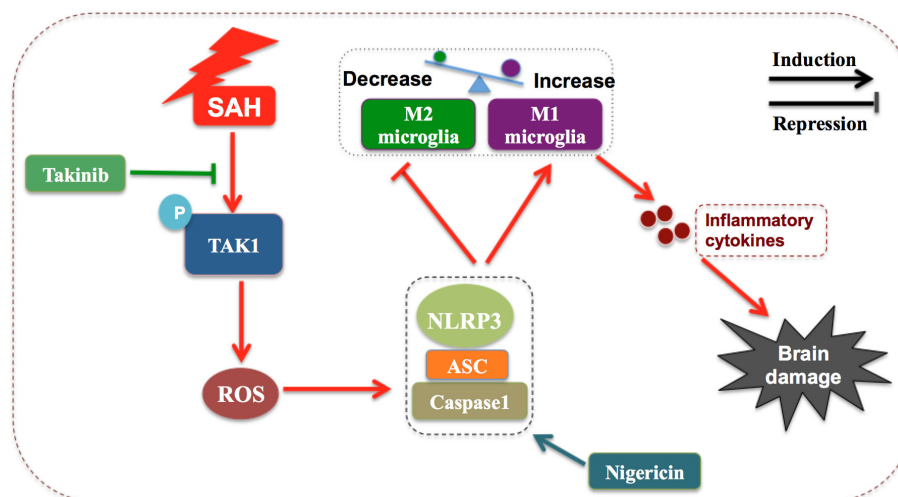 SAH
Decrease
Increase
M2
microglia
M1
microglia
Induction
Repression
Takinib
P
TAK1
Inflammatory
cytokines
NLRP3
ASC
Caspase1
ROS
Brain
damage
Nigericin